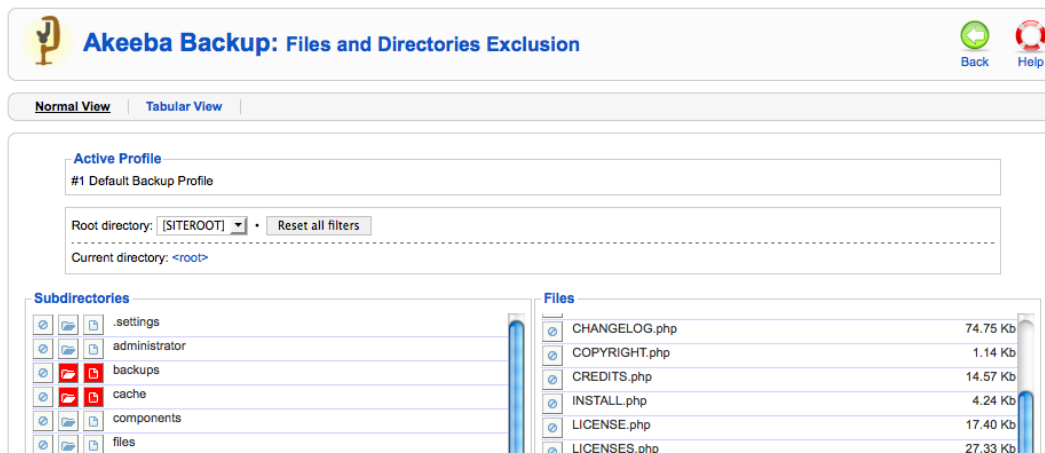 Akeeba Backup: Files and Directories Exclusion
Back
Help
Normal View
Tabular View
Active Profile
#1 Default Backup Profile
Root directory: [SITEROOT] • Reset all filters
Current directory: <root>
Subdirectories
.settings
administrator
backups
cache
components
files
Files
CHANGELOG.php 74.75 Kb
COPYRIGHT.php 1.14 Kb
CREDITS.php 14.57 Kb
INSTALL.php 4.24 Kb
LICENSE.php 17.40 Kb
LICENSES.php 27.33 Kb